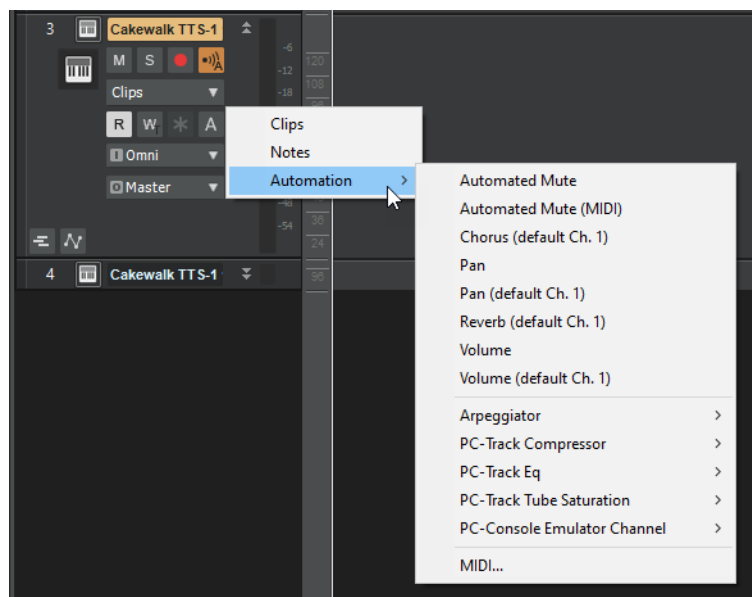 3 Cakewalk TTS-1
M S
-6
120
-12
Clips
108
-18
96
R W A
Clips
Omni
Notes
Master
Automation >
-48
-54
36
24
Automated Mute
Automated Mute (MIDI)
Chorus (default Ch. 1)
Pan
Pan (default Ch. 1)
Reverb (default Ch. 1)
Volume
Volume (default Ch. 1)
Arpeggiator >
PC-Track Compressor >
PC-Track Eq >
PC-Track Tube Saturation >
PC-Console Emulator Channel >
MIDI...
4 Cakewalk TTS-1
96